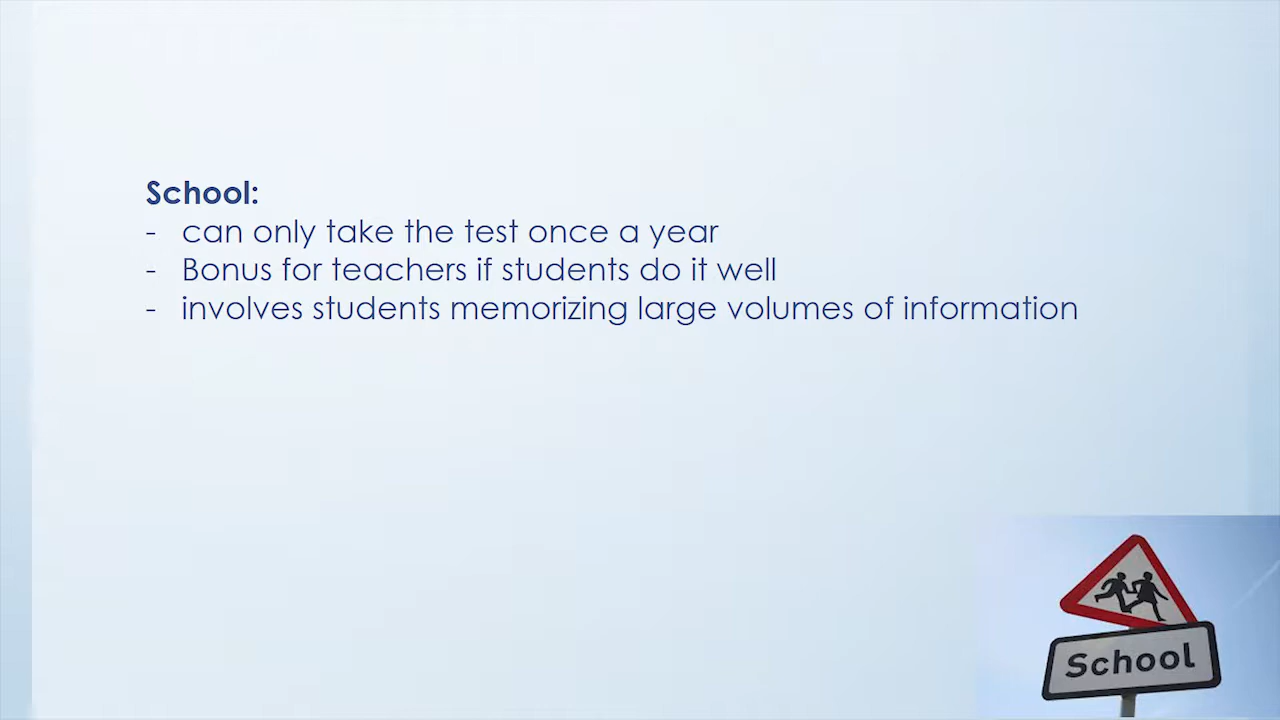 School:
- can only take the test once a year
- Bonus for teachers if students do it well
- involves students memorizing large volumes of information
School